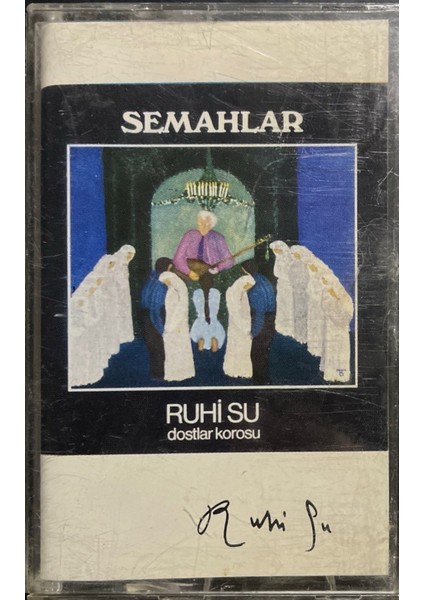 SEMAHLAR
RUHİ SU
dostlar korosu
Ruhi Su